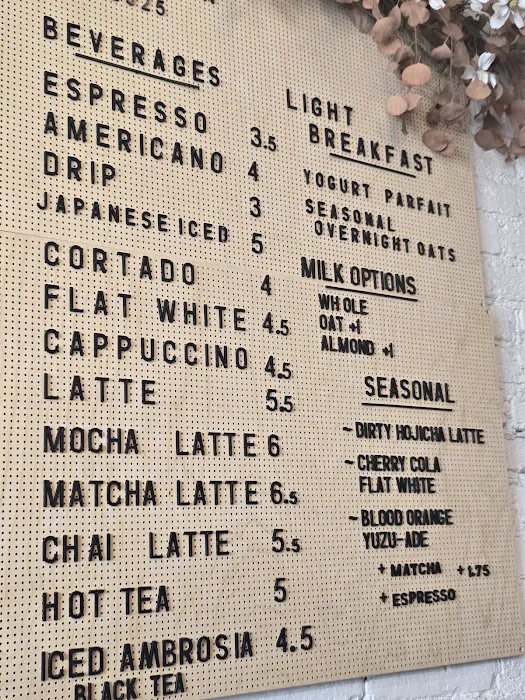 BEVERAGES
ESPRESSO 3.5
AMERICANO 4
DRIP 3
JAPANESE ICED 5
CORTADO 4
FLAT WHITE 4.5
CAPPUCCINO 4.5
LATTE 5.5
MOCHA LATTE 6
MATCHA LATTE 6.5
CHAI LATTE 5.5
HOT TEA 5
ICED AMBROSIA 4.5
BLACK TEA
LIGHT
BREAKFAST
YOGURT PARFAIT
SEASONAL
OVERNIGHT OATS
MILK OPTIONS
WHOLE
OAT +1
ALMOND +1
SEASONAL
~ DIRTY HOJICHA LATTE
~ CHERRY COLA
FLAT WHITE
~ BLOOD ORANGE
YUZU-ADE
+ MATCHA +1.75
+ ESPRESSO